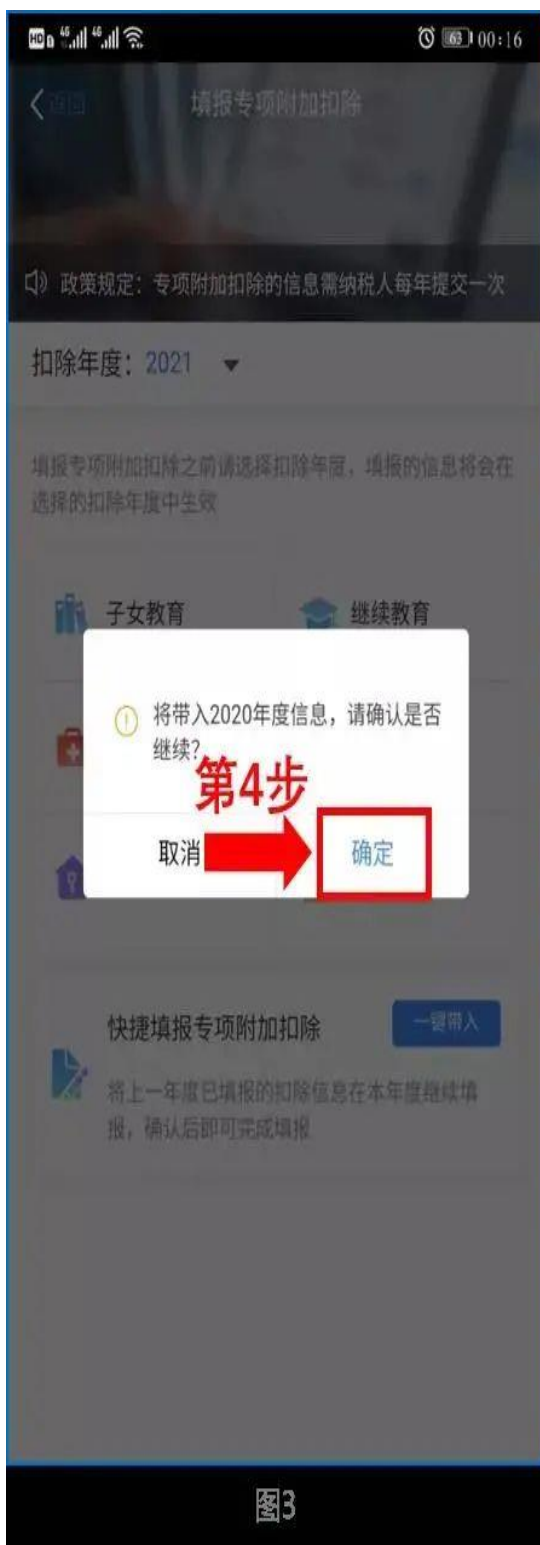 HD 4G 4G 63 00:16
返回 填报专项附加扣除
政策规定：专项附加扣除的信息需纳税人每年提交一次
扣除年度：2021
填报专项附加扣除之前请选择扣除年度，填报的信息将会在
选择的扣除年度中生效
子女教育 继续教育
将带入2020年度信息，请确认是否
继续？
第4步
取消 确定
快捷填报专项附加扣除 一键带入
将上一年度已填报的扣除信息在本年度继续填
报，确认后即可完成填报
图3